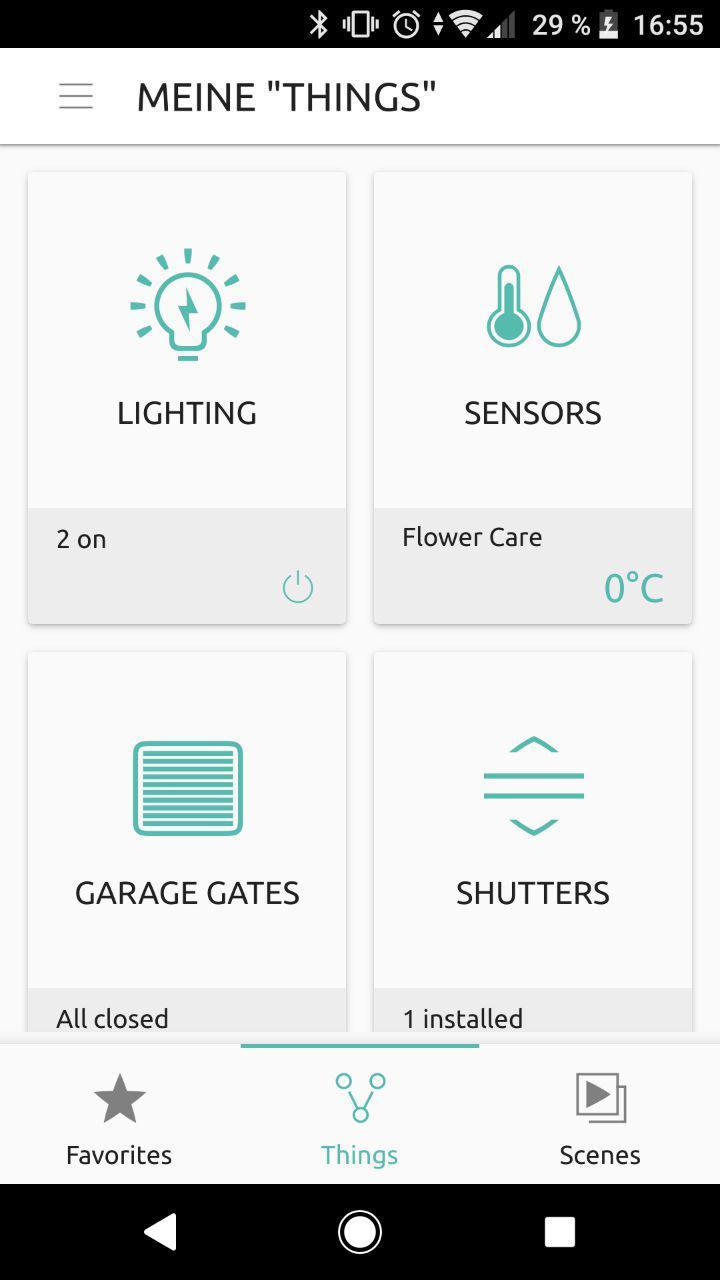 29 % 16:55
MEINE "THINGS"
LIGHTING
SENSORS
2 on
Flower Care
0°C
GARAGE GATES
SHUTTERS
All closed
1 installed
Favorites
Things
Scenes